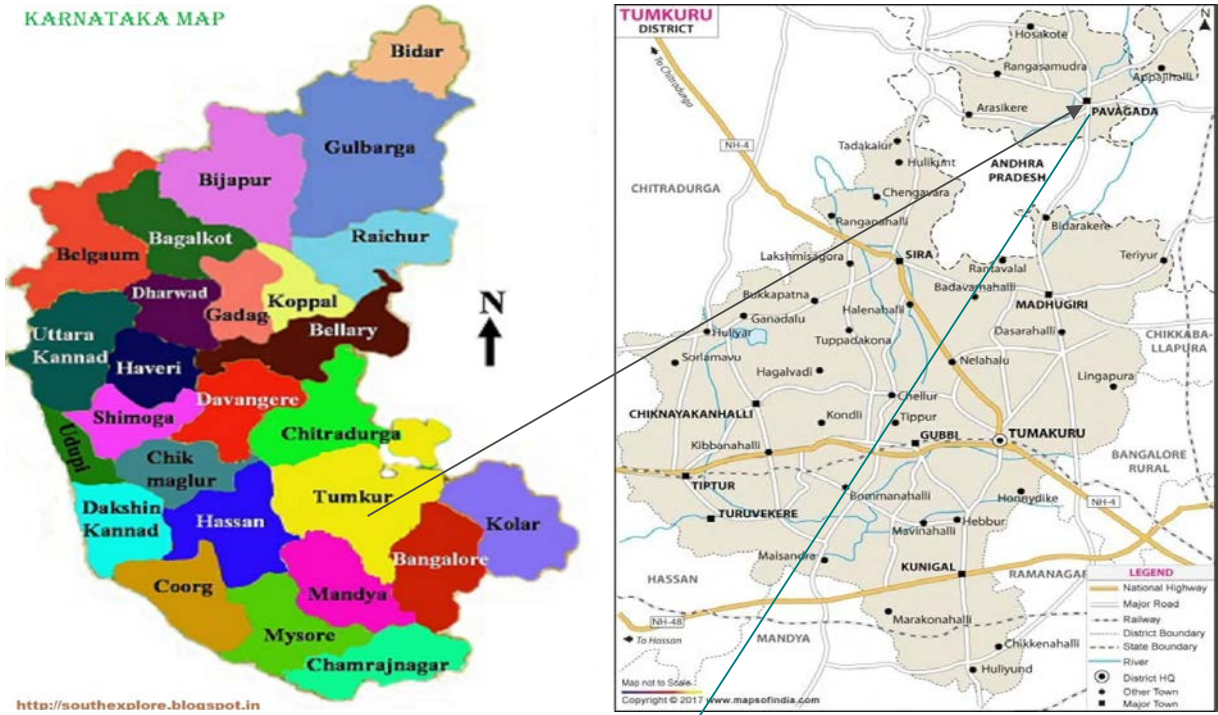 KARNATAKA MAP
Bidar
Gulbarga
Bijapur
Raichur
Bagalkot
Belgaum
Dharwad
Gadag
Koppal
Bellary
N
Uttara
Kannad
Haveri
Davangere
Shimoga
Chitradurga
Udupi
Chik
maglur
Tumkur
Dakshin
Kannad
Hassan
Kolar
Bangalore
Coorg
Mandya
Mysore
Chamrajnagar
http://southexplore.blogspot.in
TUMKURU
DISTRICT
N
To Chitradurga
Hosakote
Rangasamudra
Appajihalli
Arasikere
PAVAGADA
NH-4
Tadakalur
Hulikunt
ANDHRA
PRADESH
CHITRADURGA
Chengavara
Ranganahalli
Bidarakere
Lakshmisagora
SIRA
Rantavalal
Teriyur
Badavamahalli
Bukkapatna
Halenahalli
MADHUGIRI
Ganadalu
Huliyar
Tuppadakona
Dasarahalli
CHIKKABA-
LLAPURA
Sorlamavu
Hagalvadi
Nelahalu
Lingapura
CHIKNAYAKANHALLI
Chellur
Kondli
Tippur
Kibbanahalli
GUBBI
TUMAKURU
BANGALORE
RURAL
TIPTUR
Bommanahalli
Honnydike
NH-4
TURUVEKERE
Mavinahalli
Hebbur
Maisandra
HASSAN
KUNIGAL
RAMANAGAR
NH-48
Marakonahalli
To Hassan
MANDYA
Chikkenahalli
Huliyund
LEGEND
National Highway
Major Road
Railway
District Boundary
State Boundary
River
District HQ
Other Town
Major Town
Map not to Scale
Copyright © 2017 www.mapsofindia.com